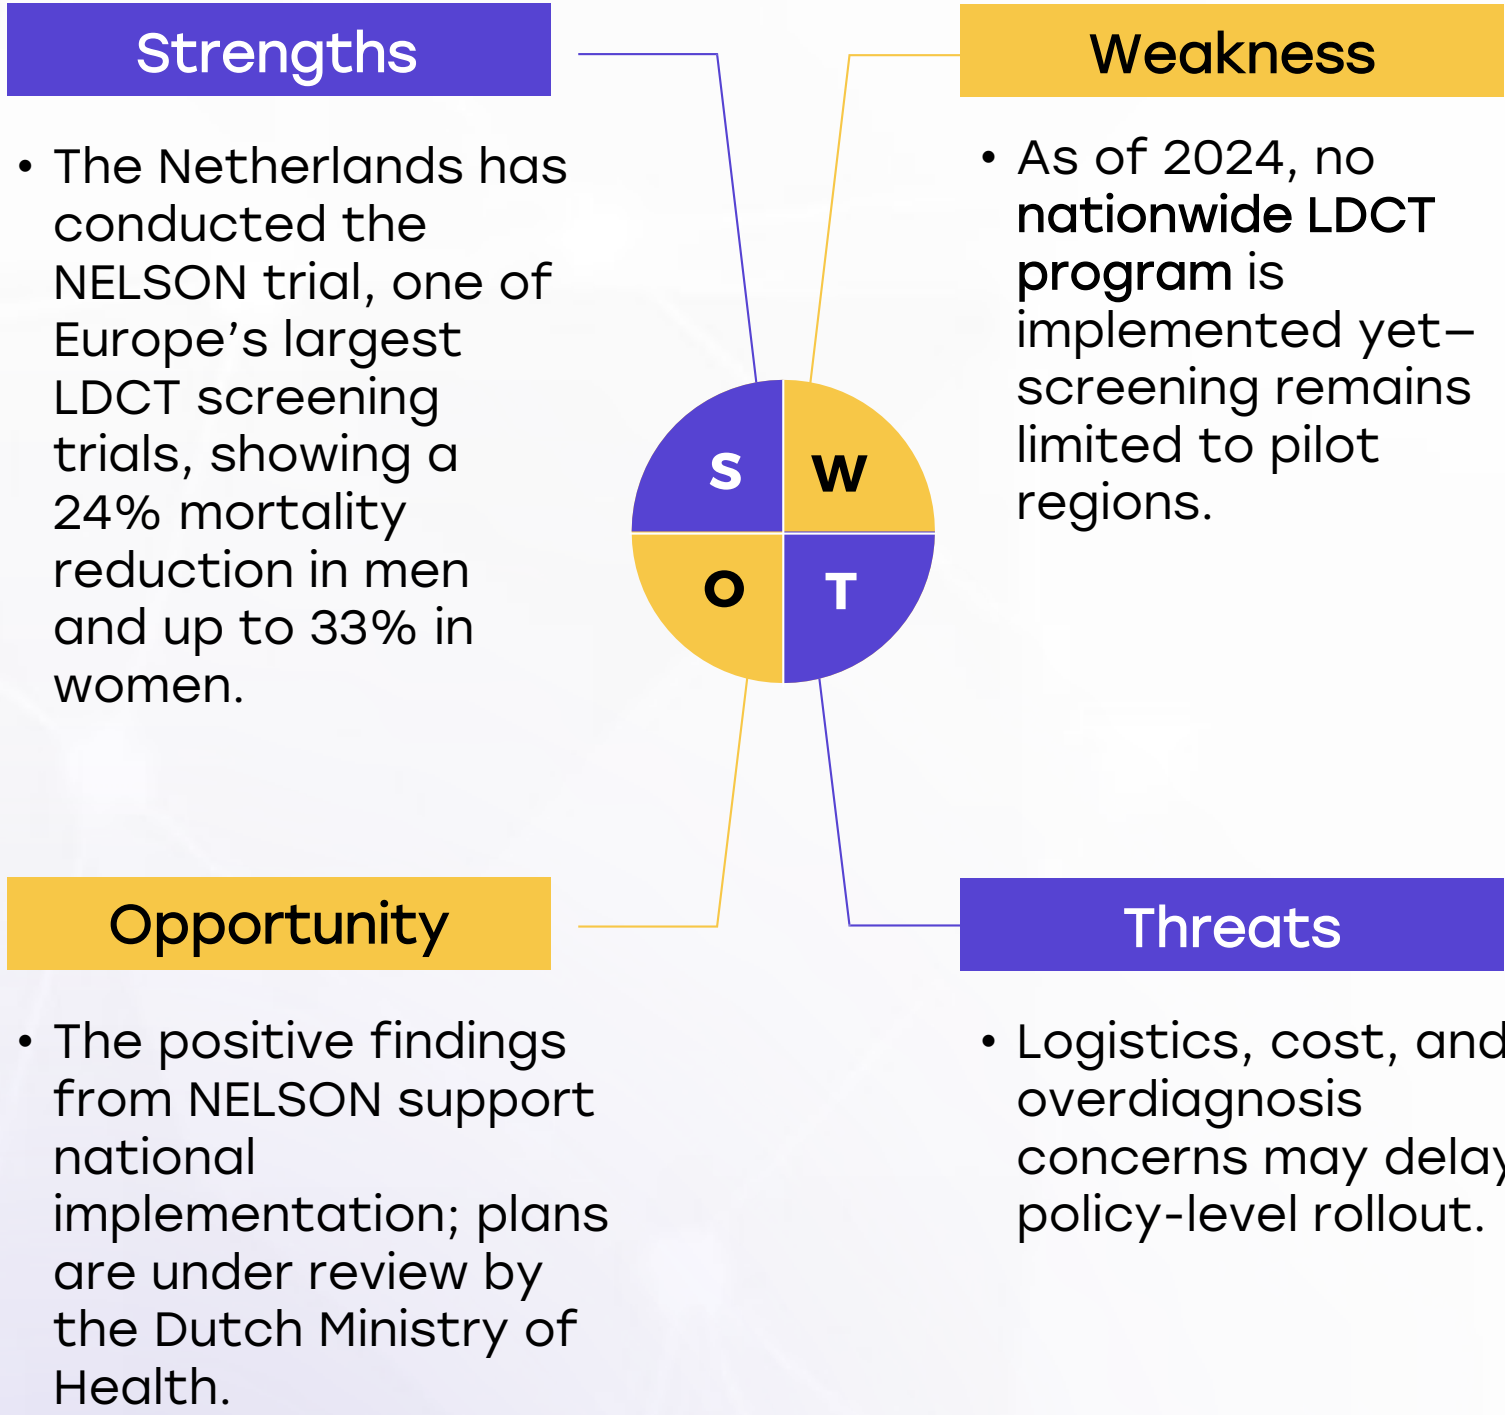 Strengths
• The Netherlands has
conducted the
NELSON trial, one of
Europe’s largest
LDCT screening
trials, showing a
24% mortality
reduction in men
and up to 33% in
women.
Weakness
• As of 2024, no
nationwide LDCT
program is
implemented yet—
screening remains
limited to pilot
regions.
S
W
O
T
Opportunity
• The positive findings
from NELSON support
national
implementation; plans
are under review by
the Dutch Ministry of
Health.
Threats
• Logistics, cost, and
overdiagnosis
concerns may delay
policy-level rollout.